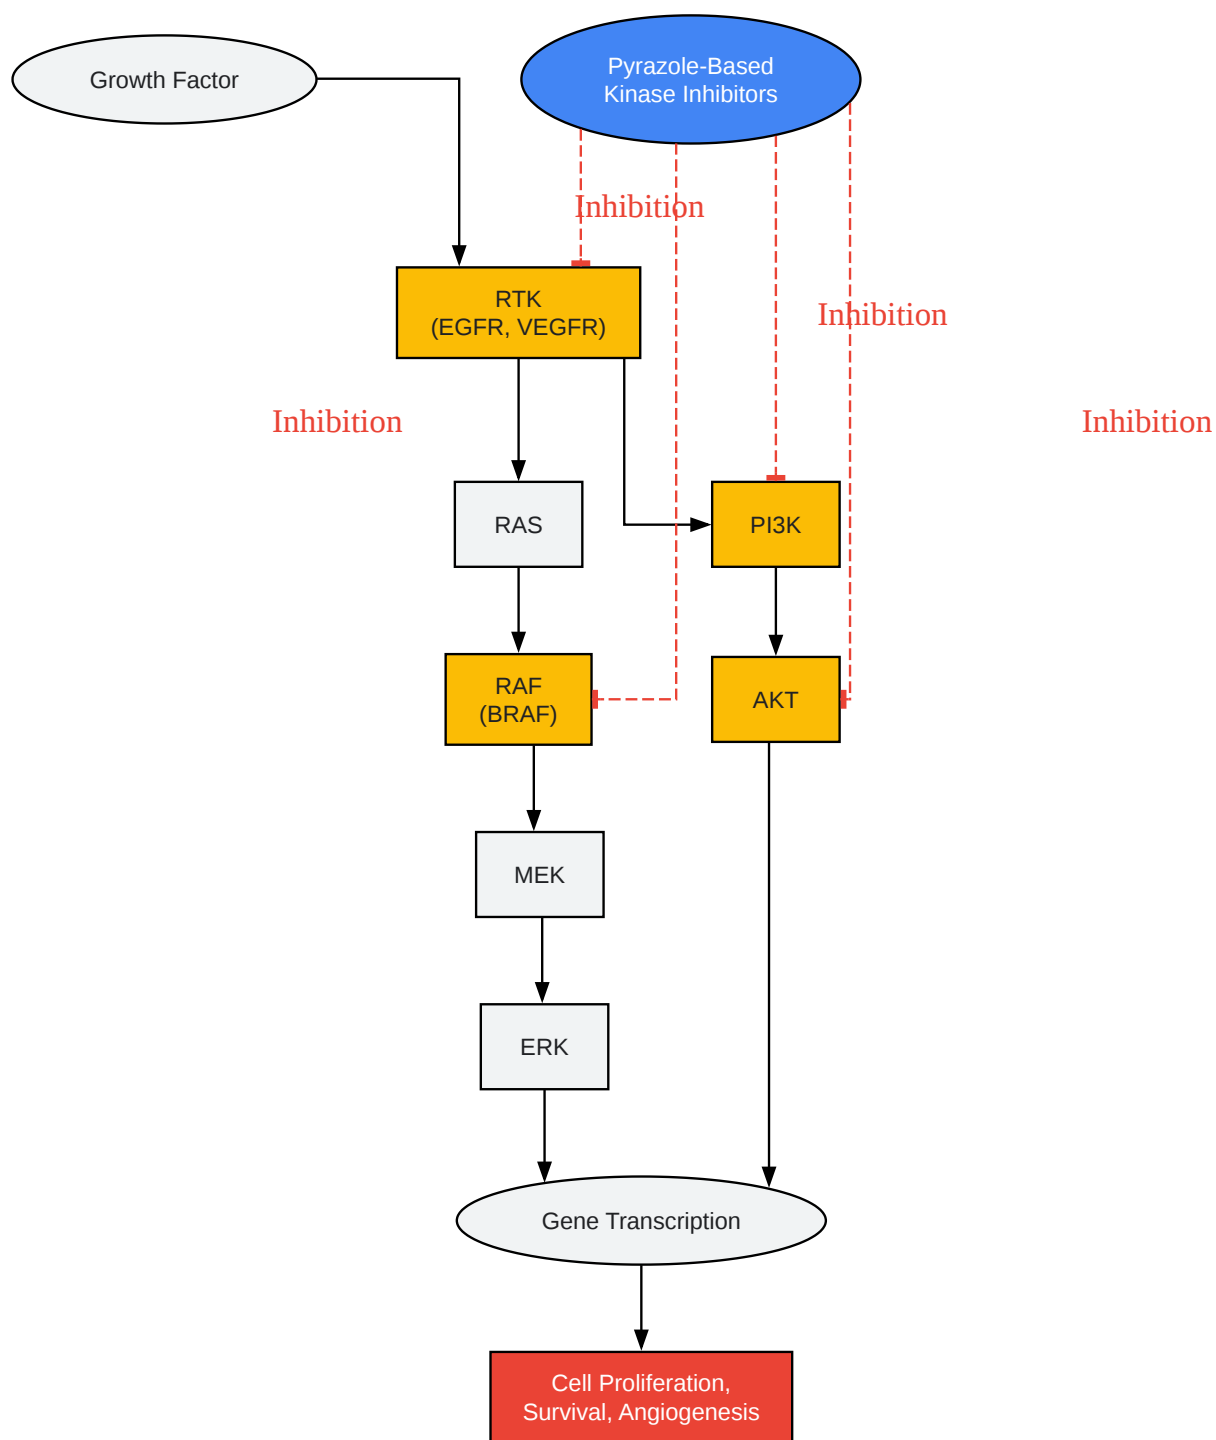 Growth Factor
Pyrazole-Based
Kinase Inhibitors
Inhibition
RTK
(EGFR, VEGFR)
Inhibition
Inhibition
Inhibition
RAS
PI3K
RAF
(BRAF)
AKT
MEK
ERK
Gene Transcription
Cell Proliferation,
Survival, Angiogenesis